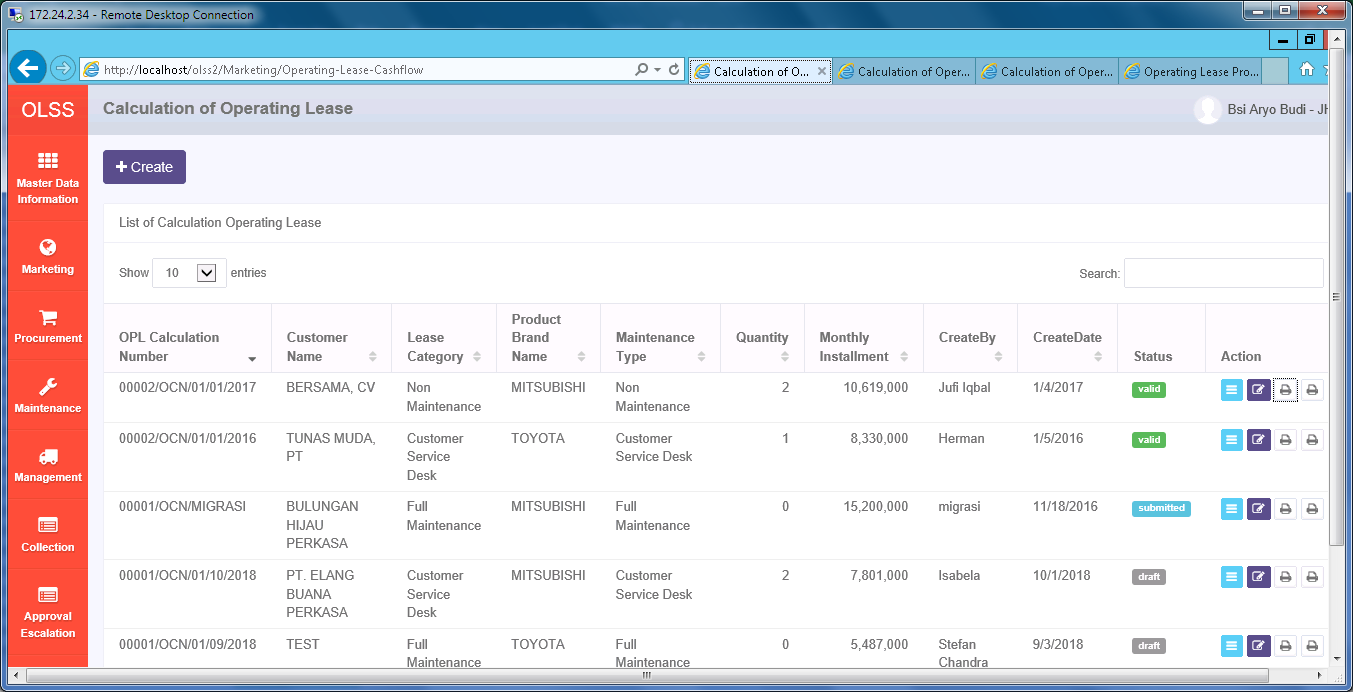 172.24.2.34 - Remote Desktop Connection
http://localhost/olss2/Marketing/Operating-Lease-Cashflow
Calculation of O...
Calculation of Oper...
Calculation of Oper...
Operating Lease Pro...
OLSS
Calculation of Operating Lease
Bsi Aryo Budi - JH
Create
Master Data
Information
Marketing
Procurement
Maintenance
Management
Collection
Approval
Escalation
List of Calculation Operating Lease
Show 10 entries
Search:
OPL Calculation
Number
Customer
Name
Lease
Category
Product
Brand
Name
Maintenance
Type
Quantity
Monthly
Installment
CreateBy
CreateDate
Status
Action
00002/OCN/01/01/2017 BERSAMA, CV Non MITSUBISHI Non 2 10,619,000 Jufi Iqbal 1/4/2017 valid
Maintenance Maintenance
00002/OCN/01/01/2016 TUNAS MUDA, Customer TOYOTA Customer 1 8,330,000 Herman 1/5/2016 valid
PT Service Service Desk
Desk
00001/OCN/MIGRASI BULUNGAN Full MITSUBISHI Full 0 15,200,000 migrasi 11/18/2016 submitted
HIJAU Maintenance Maintenance
PERKASA
00001/OCN/01/10/2018 PT. ELANG Customer MITSUBISHI Customer 2 7,801,000 Isabela 10/1/2018 draft
BUANA Service Service Desk
PERKASA Desk
00001/OCN/01/09/2018 TEST Full TOYOTA Full 0 5,487,000 Stefan 9/3/2018 draft
Maintenance Maintenance Chandra